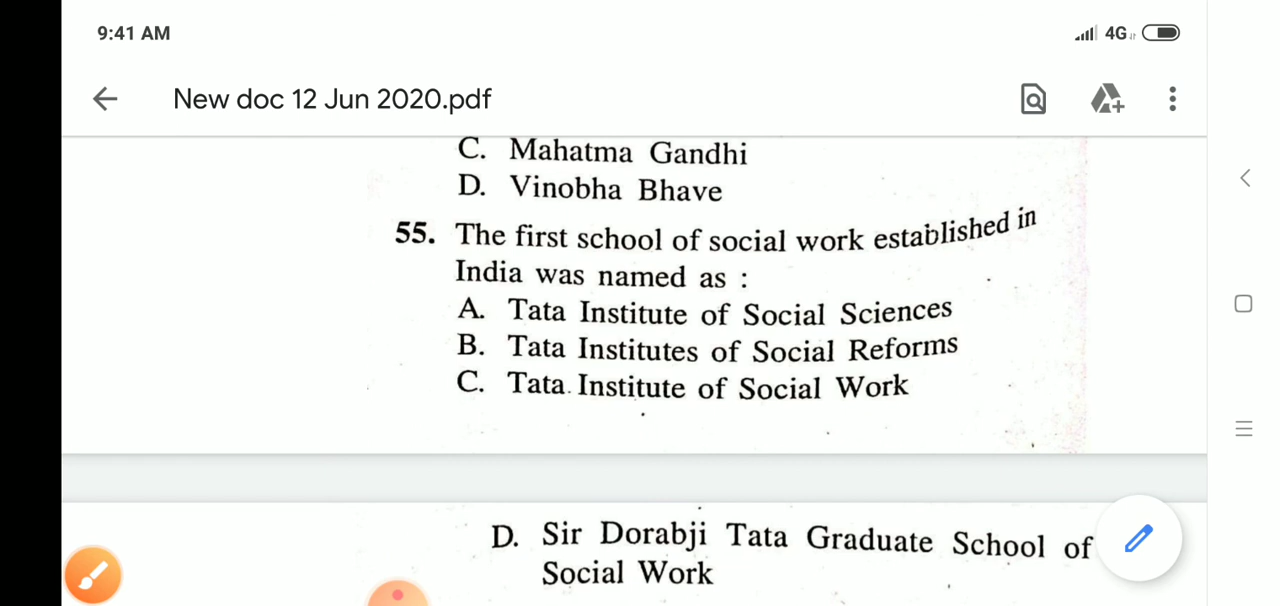 9:41 AM
4G
New doc 12 Jun 2020.pdf
C. Mahatma Gandhi
D. Vinobha Bhave
55. The first school of social work established in
India was named as :
A. Tata Institute of Social Sciences
B. Tata Institutes of Social Reforms
C. Tata Institute of Social Work
D. Sir Dorabji Tata Graduate School of
Social Work